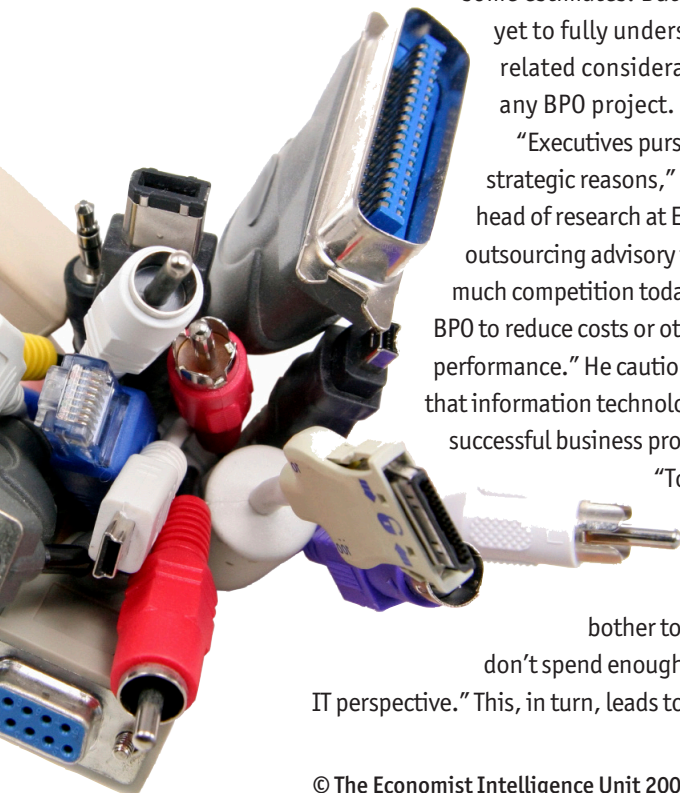 yet to fully unders
related considera
any BPO project.
“Executives purs
strategic reasons,”
head of research at E
outsourcing advisory
much competition toda
BPO to reduce costs or ot
performance.” He cautio
that information technolo
successful business pro
“To
bother to
don’t spend enough
IT perspective.” This, in turn, leads to
© The Economist Intelligence Unit 200